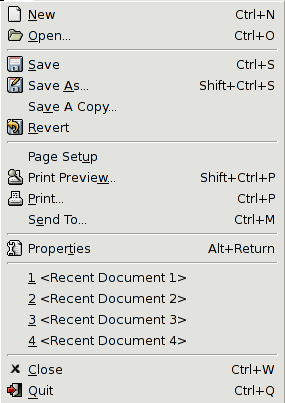 New Ctrl+N
Open... Ctrl+O
Save Ctrl+S
Save As... Shift+Ctrl+S
Save A Copy...
Revert
Page Setup
Print Preview... Shift+Ctrl+P
Print... Ctrl+P
Send To... Ctrl+M
Properties Alt+Return
1 <Recent Document 1>
2 <Recent Document 2>
3 <Recent Document 3>
4 <Recent Document 4>
Close Ctrl+W
Quit Ctrl+Q